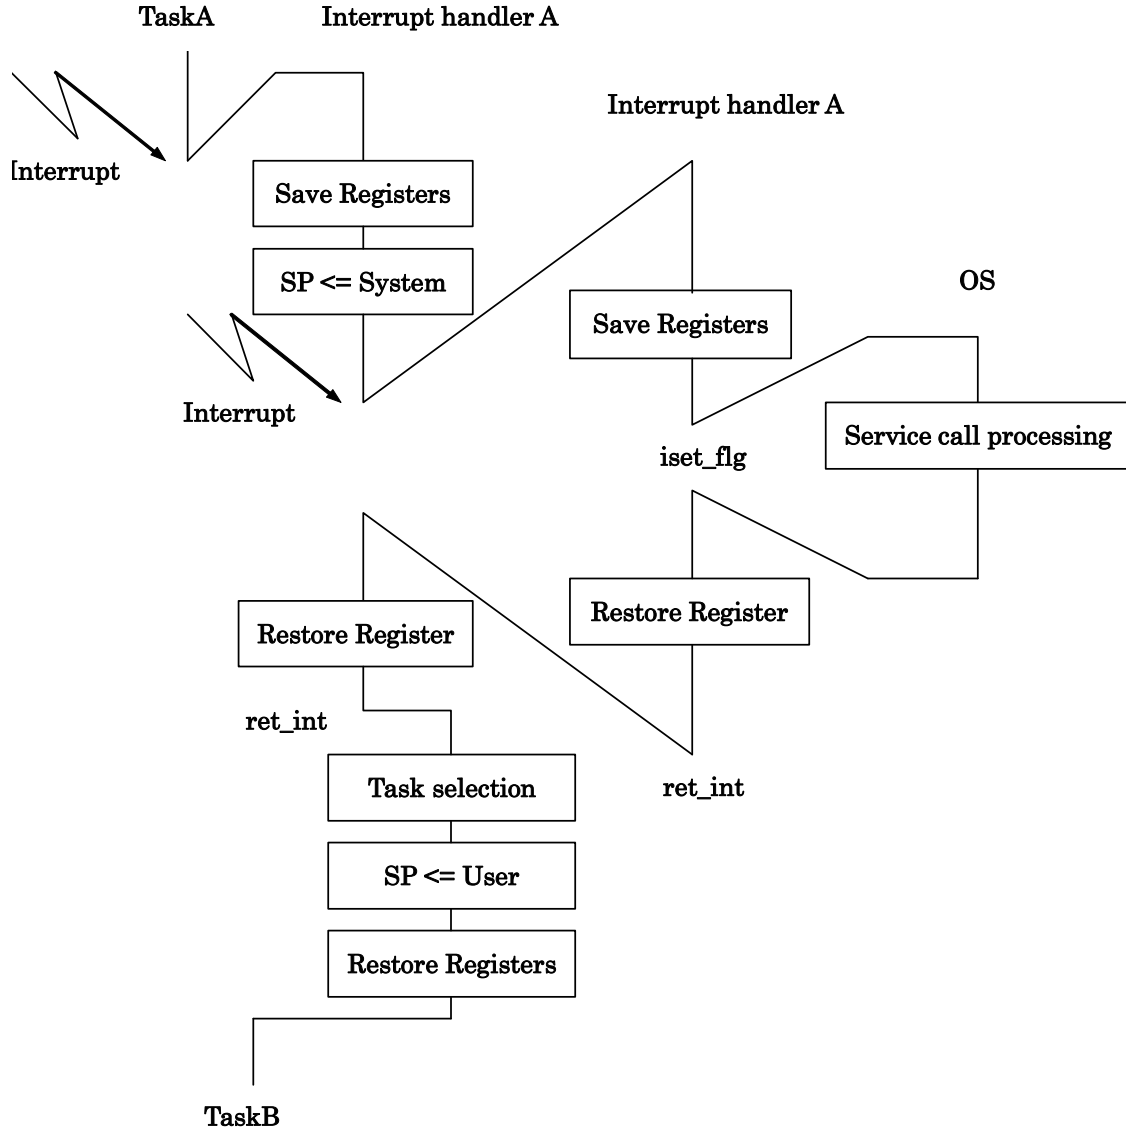 TaskA
Interrupt handler A
Interrupt handler A
Interrupt
Save Registers
SP <= System
OS
Save Registers
Interrupt
Service call processing
iset_flg
Restore Register
Restore Register
ret_int
Task selection
ret_int
SP <= User
Restore Registers
TaskB